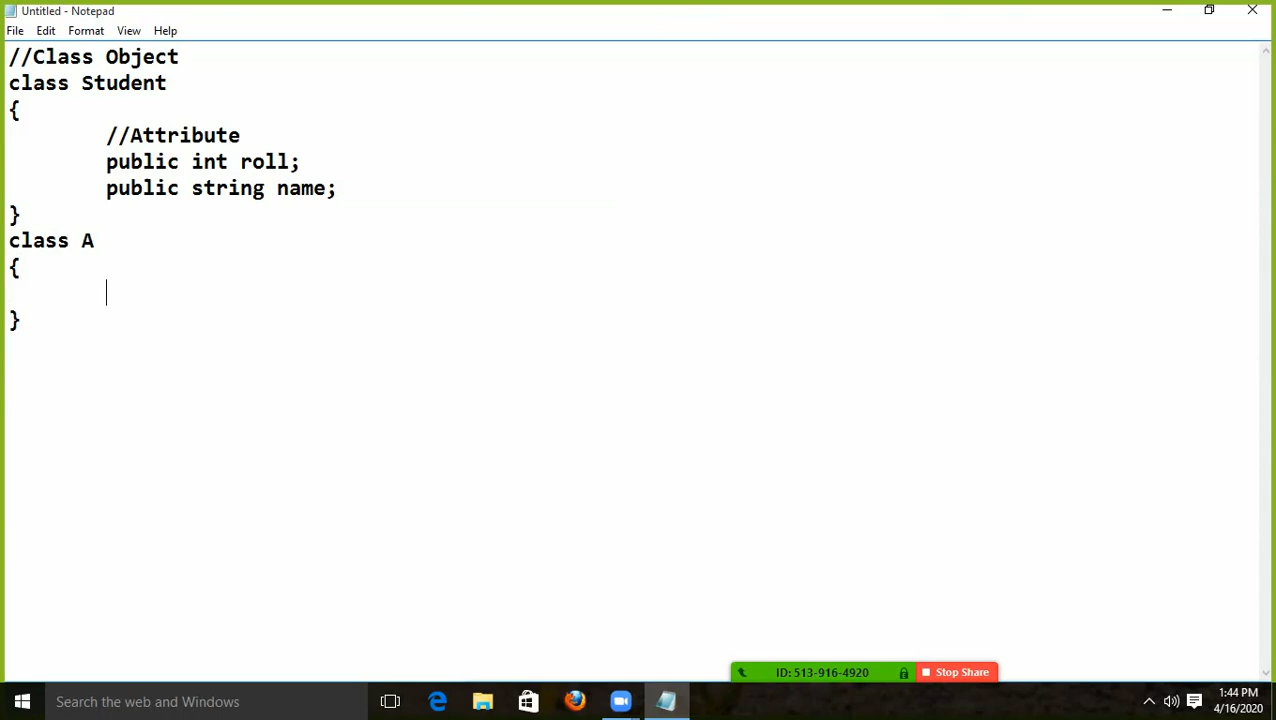 Untitled - Notepad
File Edit Format View Help
//Class Object
class Student
{
//Attribute
public int roll;
public string name;
}
class A
{
}
ID: 513-916-4920 Stop Share
Search the web and Windows
1:44 PM
4/16/2020